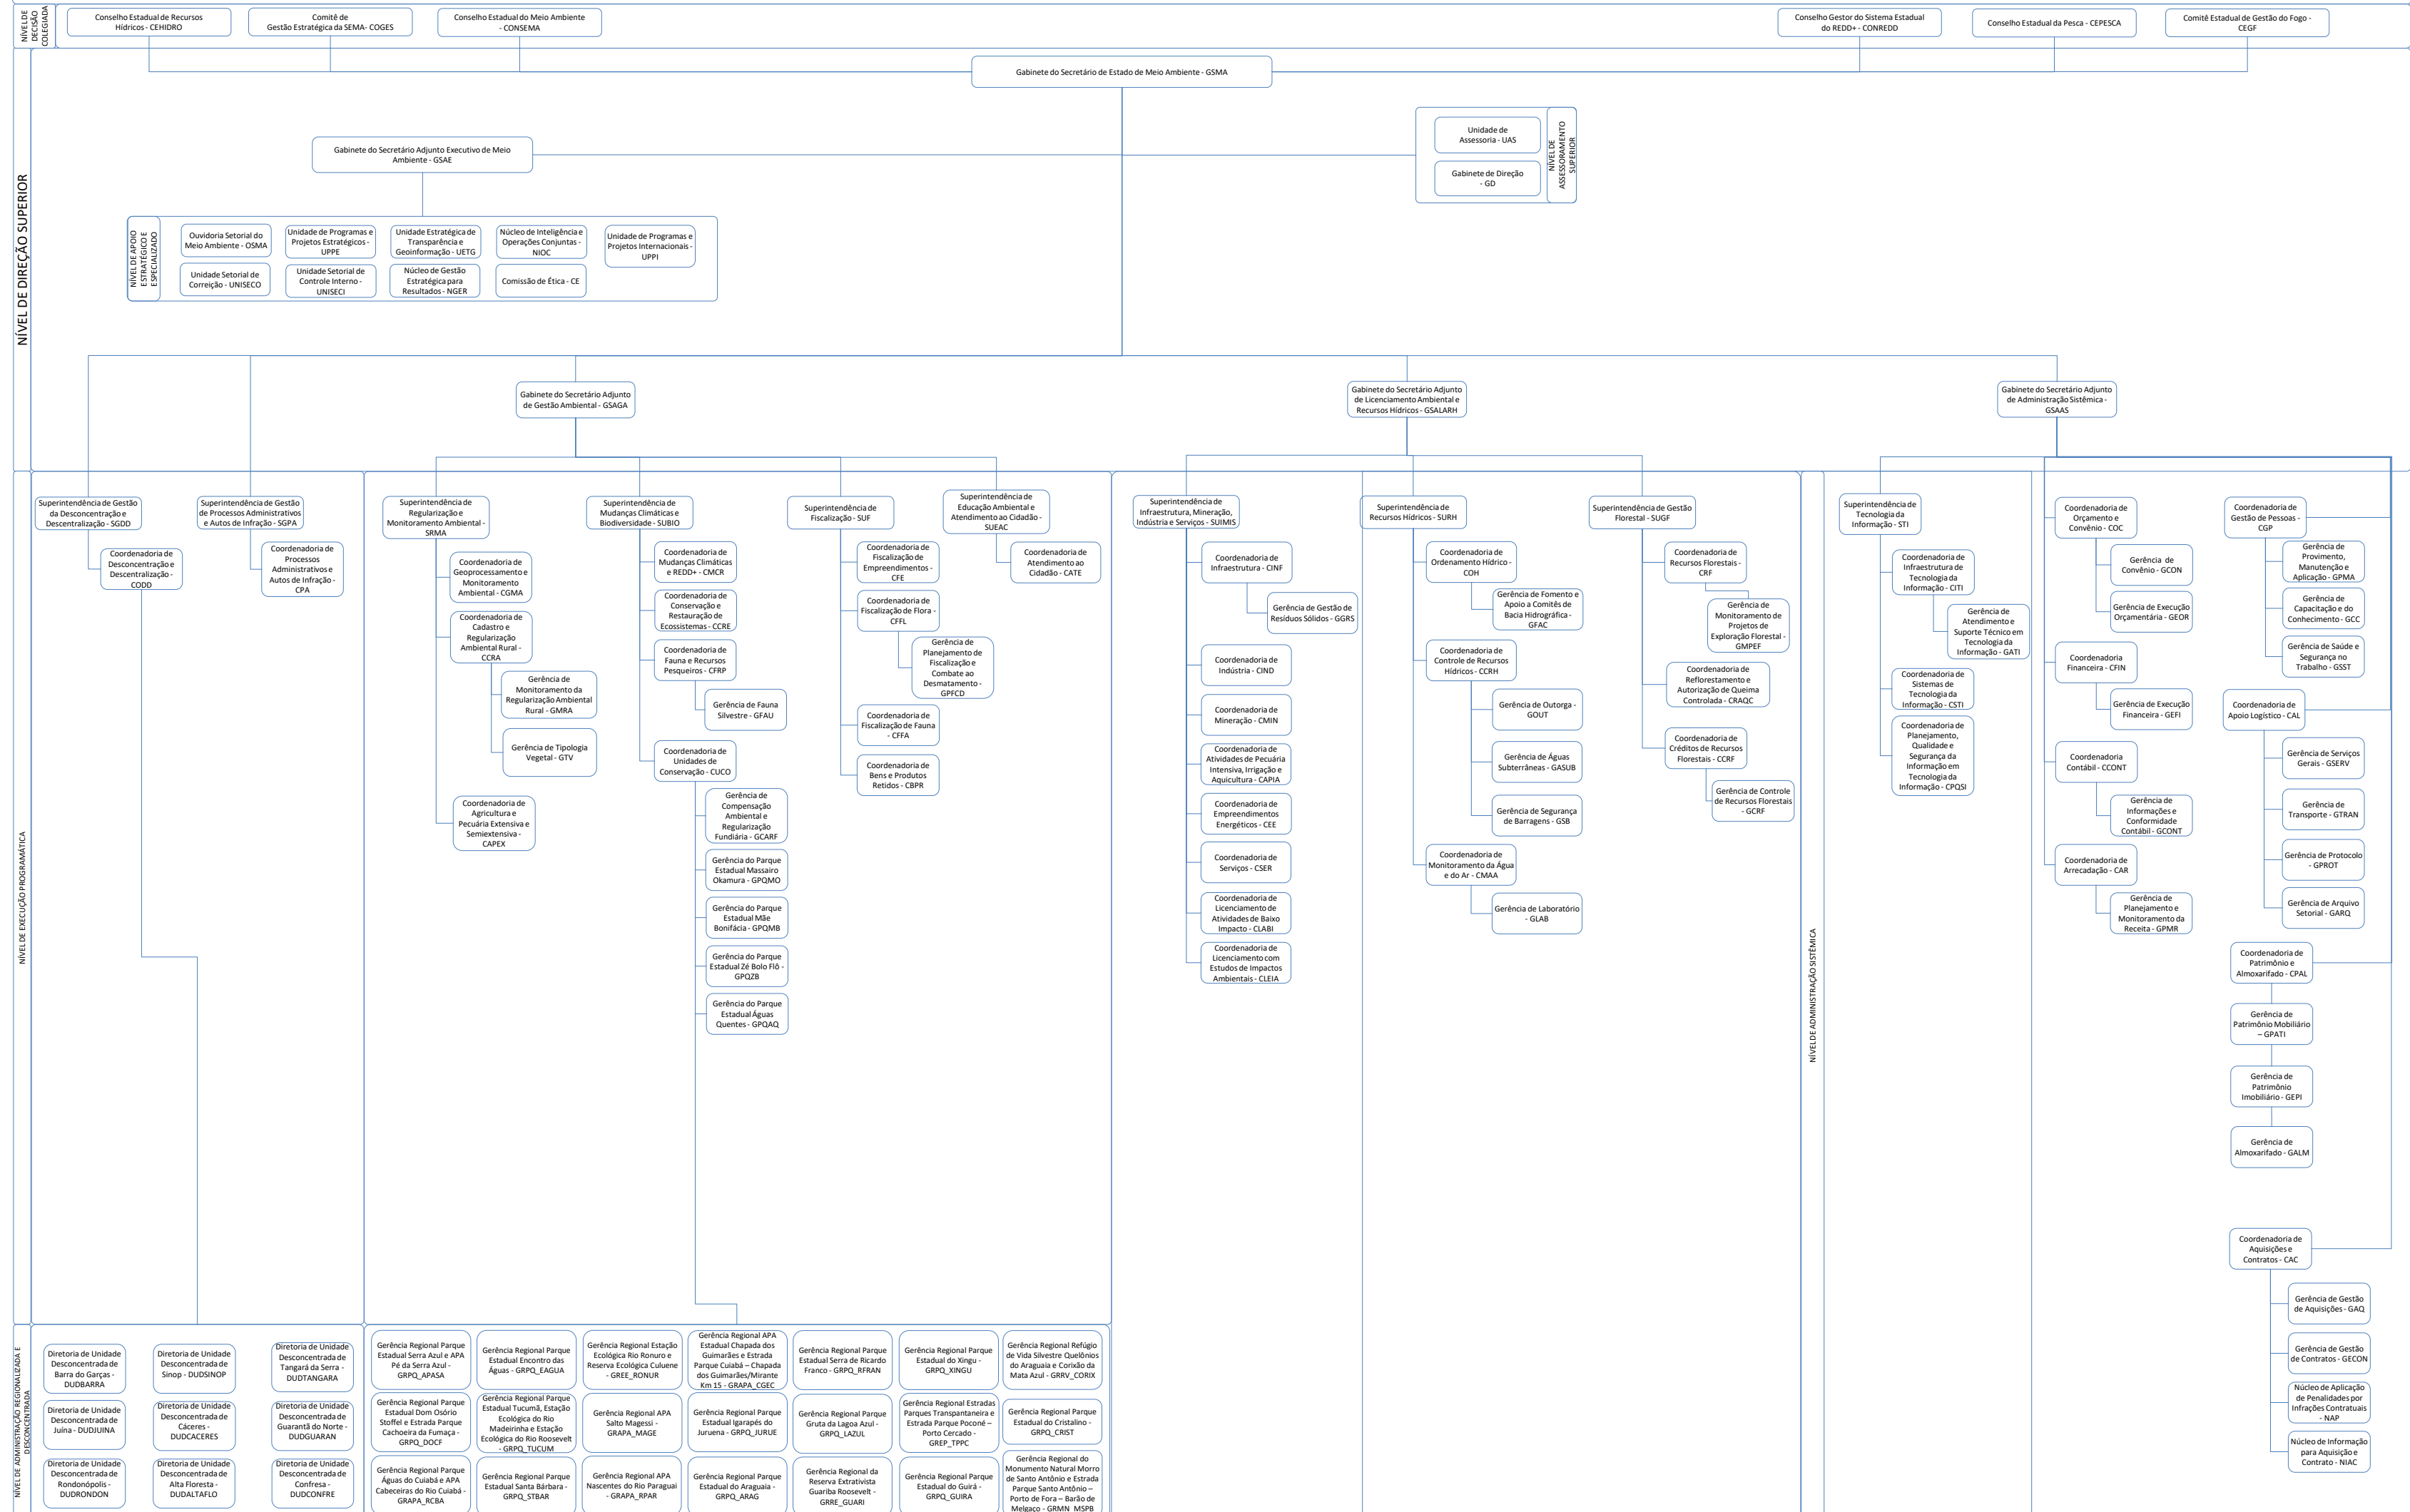 NÍVEL DE
DECISÃO
COLEGIADA
Conselho Estadual de Recursos
Hídricos - CEHIDRO
Comitê de
Gestão Estratégica da SEMA- COGES
Conselho Estadual do Meio Ambiente
- CONSEMA
Conselho Gestor do Sistema Estadual
do REDD+ - CONREDD
Conselho Estadual da Pesca - CEPESCA
Comitê Estadual de Gestão do Fogo -
CEGF
NÍVEL DE DIREÇÃO SUPERIOR
Gabinete do Secretário de Estado de Meio Ambiente - GSMA
Unidade de
Assessoria - UAS
Gabinete de Direção
- GD
NÍVEL DE
ASSESSORAMENTO
SUPERIOR
Gabinete do Secretário Adjunto Executivo de Meio
Ambiente - GSAE
NÍVEL DE APOIO
ESTRATÉGICO E
ESPECIALIZADO
Ouvidoria Setorial do
Meio Ambiente - OSMA
Unidade de Programas e
Projetos Estratégicos -
UPPE
Unidade Estratégica de
Transparência e
Geoinformação - UETG
Núcleo de Inteligência e
Operações Conjuntas -
NIOC
Unidade de Programas e
Projetos Internacionais -
UPPI
Unidade Setorial de
Correição - UNISECO
Unidade Setorial de
Controle Interno -
UNISECI
Núcleo de Gestão
Estratégica para
Resultados - NGER
Comissão de Ética - CE
Gabinete do Secretário Adjunto
de Gestão Ambiental - GSAGA
Gabinete do Secretário Adjunto
de Licenciamento Ambiental e
Recursos Hídricos - GSALARH
Gabinete do Secretário Adjunto
de Administração Sistêmica -
GSAAS
NÍVEL DE EXECUÇÃO PROGRAMÁTICA
Superintendência de Gestão
da Desconcentração e
Descentralização - SGDD
Coordenadoria de
Desconcentração e
Descentralização -
CODD
Superintendência de Gestão
de Processos Administrativos
e Autos de Infração - SGPA
Coordenadoria de
Processos
Administrativos e
Autos de Infração -
CPA
Superintendência de
Regularização e
Monitoramento Ambiental -
SRMA
Coordenadoria de
Geoprocessamento e
Monitoramento
Ambiental - CGMA
Coordenadoria de
Cadastro e
Regularização
Ambiental Rural -
CCRA
Gerência de
Monitoramento da
Regularização Ambiental
Rural - GMRA
Gerência de Tipologia
Vegetal - GTV
Coordenadoria de
Agricultura e
Pecuária Extensiva e
Semiextensiva -
CAPEX
Superintendência de
Mudanças Climáticas e
Biodiversidade - SUBIO
Coordenadoria de
Mudanças Climáticas
e REDD+ - CMCR
Coordenadoria de
Conservação e
Restauração de
Ecossistemas - CCRE
Coordenadoria de
Fauna e Recursos
Pesqueiros - CFRP
Gerência de Fauna
Silvestre - GFAU
Coordenadoria de
Unidades de
Conservação - CUCO
Gerência de
Compensação
Ambiental e
Regularização
Fundiária - GCARF
Gerência do Parque
Estadual Massairo
Okamura - GPQMO
Gerência do Parque
Estadual Mãe
Bonifácia - GPQMB
Gerência do Parque
Estadual Zé Bolo Flô -
GPQZB
Gerência do Parque
Estadual Águas
Quentes - GPQAQ
Superintendência de
Fiscalização - SUF
Coordenadoria de
Fiscalização de
Empreendimentos -
CFE
Coordenadoria de
Fiscalização de Flora -
CFFL
Gerência de
Planejamento de
Fiscalização e
Combate ao
Desmatamento -
GPFCD
Coordenadoria de
Fiscalização de Fauna
- CFFA
Coordenadoria de
Bens e Produtos
Retidos - CBPR
Superintendência de
Educação Ambiental e
Atendimento ao Cidadão -
SUEAC
Coordenadoria de
Atendimento ao
Cidadão - CATE
Superintendência de
Infraestrutura, Mineração,
Indústria e Serviços - SUIMIS
Coordenadoria de
Infraestrutura - CINF
Gerência de Gestão de
Resíduos Sólidos - GGRS
Coordenadoria de
Indústria - CIND
Coordenadoria de
Mineração - CMIN
Coordenadoria de
Atividades de Pecuária
Intensiva, Irrigação e
Aquicultura - CAPIA
Coordenadoria de
Empreendimentos
Energéticos - CEE
Coordenadoria de
Serviços - CSER
Coordenadoria de
Licenciamento de
Atividades de Baixo
Impacto - CLABI
Coordenadoria de
Licenciamento com
Estudos de Impactos
Ambientais - CLEIA
Superintendência de
Recursos Hídricos - SURH
Coordenadoria de
Ordenamento Hídrico -
COH
Gerência de Fomento e
Apoio a Comitês de
Bacia Hidrográfica -
GFAC
Coordenadoria de
Controle de Recursos
Hídricos - CCRH
Gerência de Outorga -
GOUT
Gerência de Águas
Subterrâneas - GASUB
Gerência de Segurança
de Barragens - GSB
Coordenadoria de
Monitoramento da Água
e do Ar - CMAA
Gerência de Laboratório
- GLAB
Superintendência de Gestão
Florestal - SUGF
Coordenadoria de
Recursos Florestais -
CRF
Gerência de
Monitoramento de
Projetos de
Exploração Florestal -
GMPEF
Coordenadoria de
Reflorestamento e
Autorização de Queima
Controlada - CRAQC
Coordenadoria de
Créditos de Recursos
Florestais - CCRF
Gerência de Controle
de Recursos Florestais
- GCRF
NÍVEL DE ADMINISTRAÇÃO SISTÊMICA
Superintendência de
Tecnologia da
Informação - STI
Coordenadoria de
Infraestrutura de
Tecnologia da
Informação - CITI
Gerência de
Atendimento e
Suporte Técnico em
Tecnologia da
Informação - GATI
Coordenadoria de
Sistemas de
Tecnologia da
Informação - CSTI
Coordenadoria de
Planejamento,
Qualidade e
Segurança da
Informação em
Tecnologia da
Informação - CPQSI
Coordenadoria de
Orçamento e
Convênio - COC
Gerência de
Convênio - GCON
Gerência de Execução
Orçamentária - GEOR
Coordenadoria
Financeira - CFIN
Gerência de Execução
Financeira - GEFI
Coordenadoria
Contábil - CCONT
Gerência de
Informações e
Conformidade
Contábil - GCONT
Coordenadoria de
Arrecadação - CAR
Gerência de
Planejamento e
Monitoramento da
Receita - GPMR
Coordenadoria de
Gestão de Pessoas -
CGP
Gerência de
Provimento,
Manutenção e
Aplicação - GPMA
Gerência de
Capacitação e do
Conhecimento - GCC
Gerência de Saúde e
Segurança no
Trabalho - GSST
Coordenadoria de
Apoio Logístico - CAL
Gerência de Serviços
Gerais - GSERV
Gerência de
Transporte - GTRAN
Gerência de Protocolo
- GPROT
Gerência de Arquivo
Setorial - GARQ
Coordenadoria de
Patrimônio e
Almoxarifado - CPAL
Gerência de
Patrimônio Mobiliário
– GPATI
Gerência de
Patrimônio
Imobiliário - GEPI
Gerência de
Almoxarifado - GALM
Coordenadoria de
Aquisições e
Contratos - CAC
Gerência de Gestão
de Aquisições - GAQ
Gerência de Gestão
de Contratos - GECON
Núcleo de Aplicação
de Penalidades por
Infrações Contratuais
- NAP
Núcleo de Informação
para Aquisição e
Contrato - NIAC
NÍVEL DE ADMINISTRAÇÃO REGIONALIZADA E
DESCONCENTRADA
Diretoria de Unidade
Desconcentrada de
Barra do Garças -
DUDBARRA
Diretoria de Unidade
Desconcentrada de
Sinop - DUDSINOP
Diretoria de Unidade
Desconcentrada de
Tangará da Serra -
DUDTANGARA
Diretoria de Unidade
Desconcentrada de
Juína - DUDJUINA
Diretoria de Unidade
Desconcentrada de
Cáceres -
DUDCACERES
Diretoria de Unidade
Desconcentrada de
Guarantã do Norte -
DUDGUARAN
Diretoria de Unidade
Desconcentrada de
Rondonópolis -
DUDRONDON
Diretoria de Unidade
Desconcentrada de
Alta Floresta -
DUDALTAFLO
Diretoria de Unidade
Desconcentrada de
Confresa -
DUDCONFRE
Gerência Regional Parque
Estadual Serra Azul e APA
Pé da Serra Azul -
GRPQ_APASA
Gerência Regional Parque
Estadual Encontro das
Águas - GRPQ_EAGUA
Gerência Regional Estação
Ecológica Rio Ronuro e
Reserva Ecológica Culuene
- GREE_RONUR
Gerência Regional APA
Estadual Chapada dos
Guimarães e Estrada
Parque Cuiabá – Chapada
dos Guimarães/Mirante
Km 15 - GRAPA_CGEC
Gerência Regional Parque
Estadual Serra de Ricardo
Franco - GRPQ_RFRAN
Gerência Regional Parque
Estadual do Xingu -
GRPQ_XINGU
Gerência Regional Refúgio
de Vida Silvestre Quelônios
do Araguaia e Corixão da
Mata Azul - GRRV_CORIX
Gerência Regional Parque
Estadual Dom Osório
Stoffel e Estrada Parque
Cachoeira da Fumaça -
GRPQ_DOCF
Gerência Regional Parque
Estadual Tucumã, Estação
Ecológica do Rio
Madeirinha e Estação
Ecológica do Rio Roosevelt
- GRPQ_TUCUM
Gerência Regional APA
Salto Magessi -
GRAPA_MAGE
Gerência Regional Parque
Estadual Igarapés do
Juruena - GRPQ_JURUE
Gerência Regional Parque
Gruta da Lagoa Azul -
GRPQ_LAZUL
Gerência Regional Estradas
Parques Transpantaneira e
Estrada Parque Poconé –
Porto Cercado -
GREP_TPPC
Gerência Regional Parque
Estadual do Cristalino -
GRPQ_CRIST
Gerência Regional Parque
Águas do Cuiabá e APA
Cabeceiras do Rio Cuiabá -
GRAPA_RCBA
Gerência Regional Parque
Estadual Santa Bárbara -
GRPQ_STBAR
Gerência Regional APA
Nascentes do Rio Paraguai
- GRAPA_RPAR
Gerência Regional Parque
Estadual do Araguaia -
GRPQ_ARAG
Gerência Regional da
Reserva Extrativista
Guariba Roosevelt -
GRRE_GUARI
Gerência Regional Parque
Estadual do Guirá -
GRPQ_GUIRA
Gerência Regional do
Monumento Natural Morro
de Santo Antônio e Estrada
Parque Santo Antônio –
Porto de Fora – Barão de
Melgaço - GRMN_MSPB